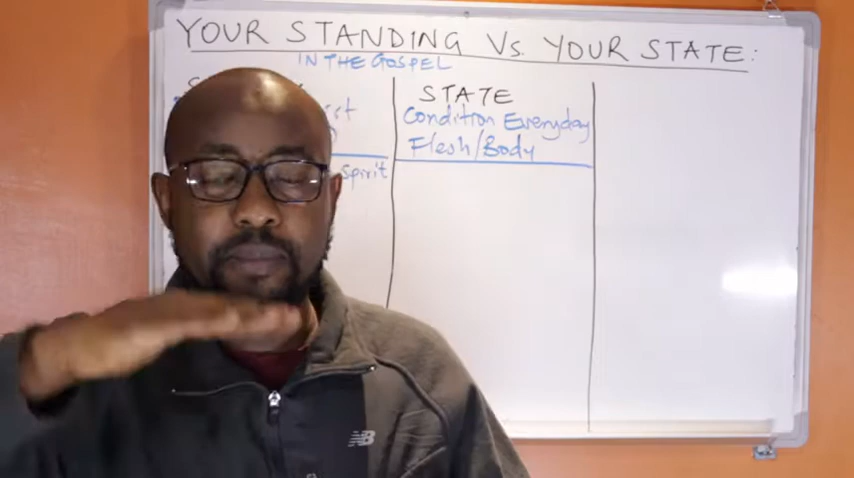 YOUR STANDING Vs. YOUR STATE:
IN THE GOSPEL
STATE
Condition Everyday
Flesh/Body
Spirit
NB